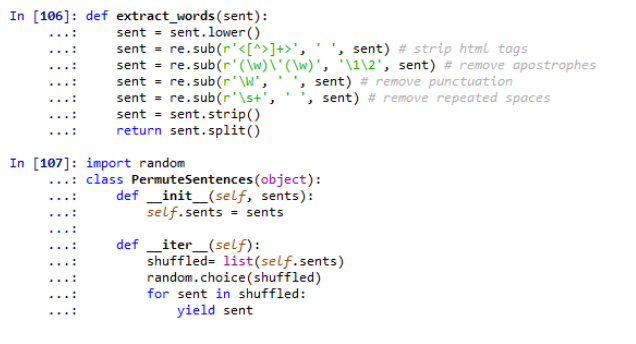 In [106]: def extract_words(sent):
     ...:     sent = sent.lower()
     ...:     sent = re.sub(r'<[^>]+>', ' ', sent) # strip html tags
     ...:     sent = re.sub(r'(\w)\'(\w)', '\1\2', sent) # remove apostrophes
     ...:     sent = re.sub(r'\W', ' ', sent) # remove punctuation
     ...:     sent = re.sub(r'\s+', ' ', sent) # remove repeated spaces
     ...:     sent = sent.strip()
     ...:     return sent.split()
In [107]: import random
     ...: class PermuteSentences(object):
     ...:     def __init__(self, sents):
     ...:         self.sents = sents
     ...:
     ...:     def __iter__(self):
     ...:         shuffled= list(self.sents)
     ...:         random.choice(shuffled)
     ...:         for sent in shuffled:
     ...:             yield sent